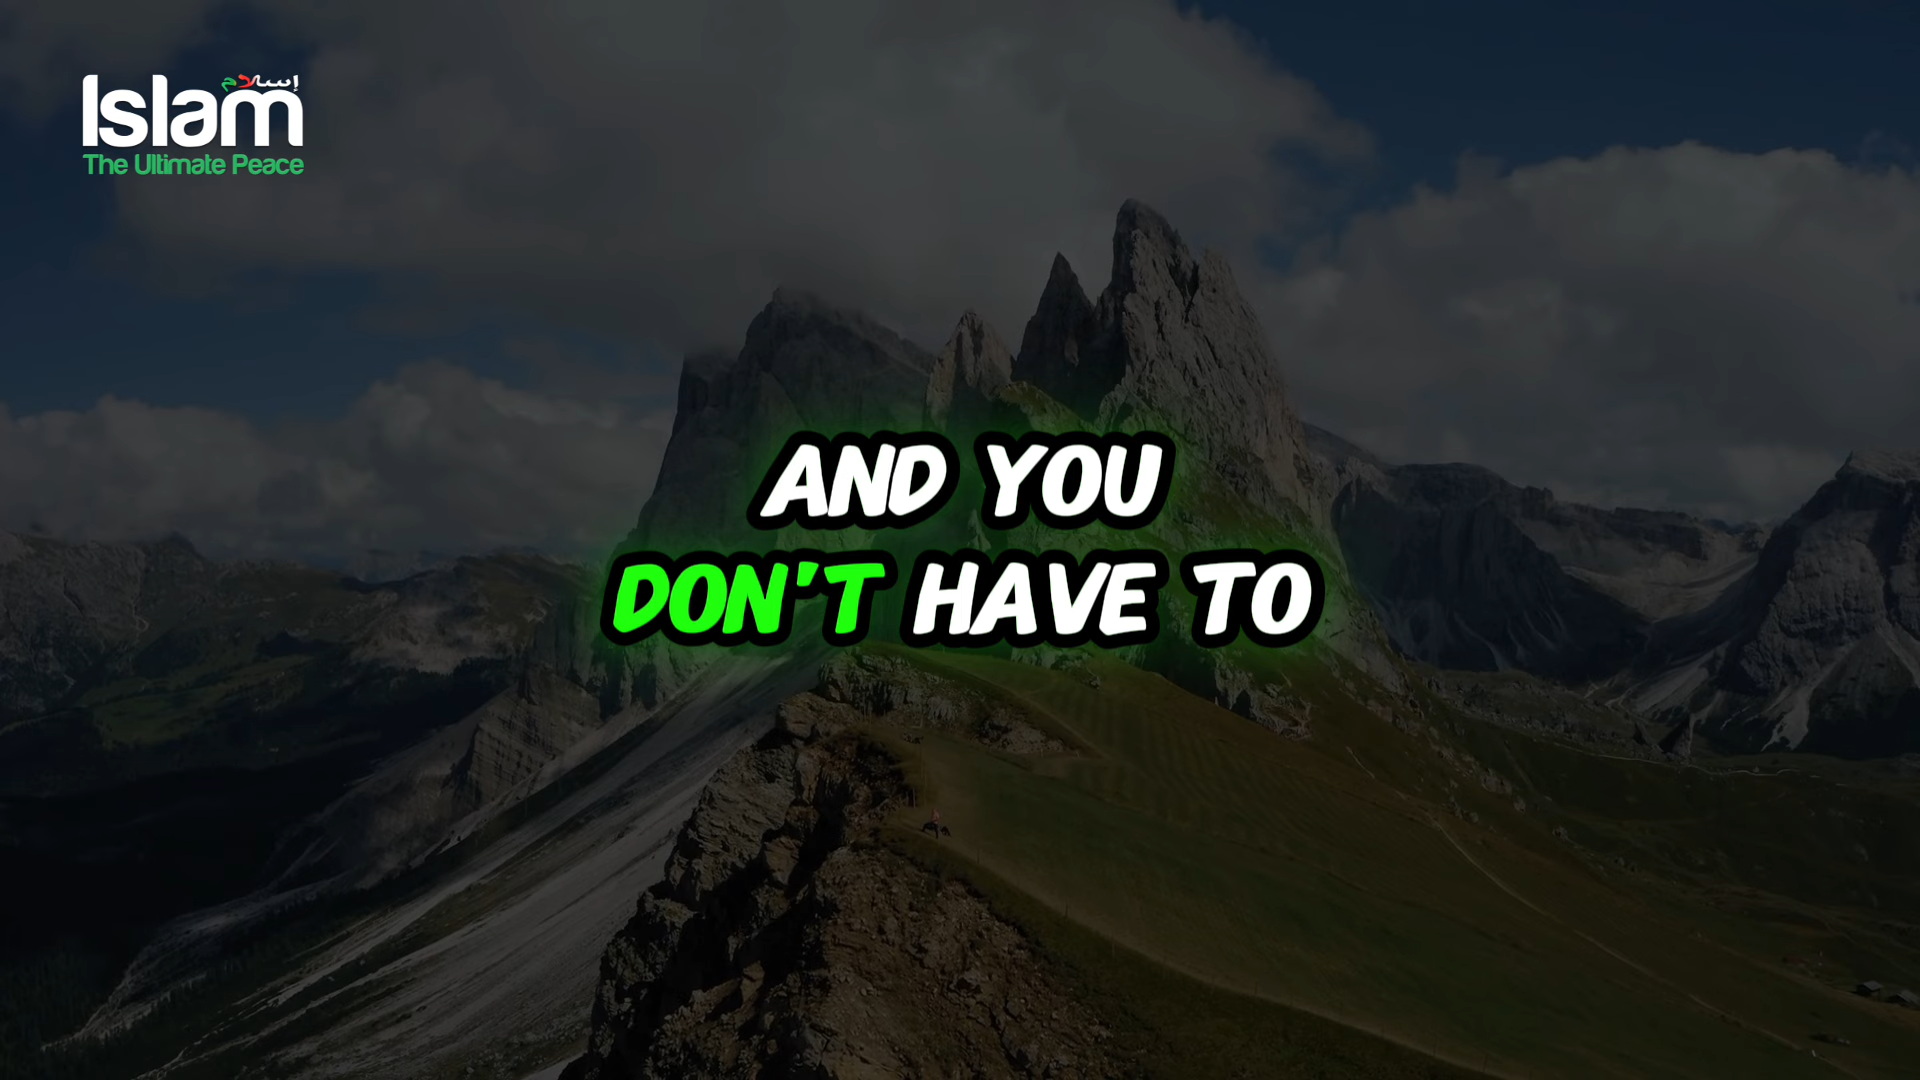 إسلام
Islam
The Ultimate Peace
AND YOU
DON'T HAVE TO